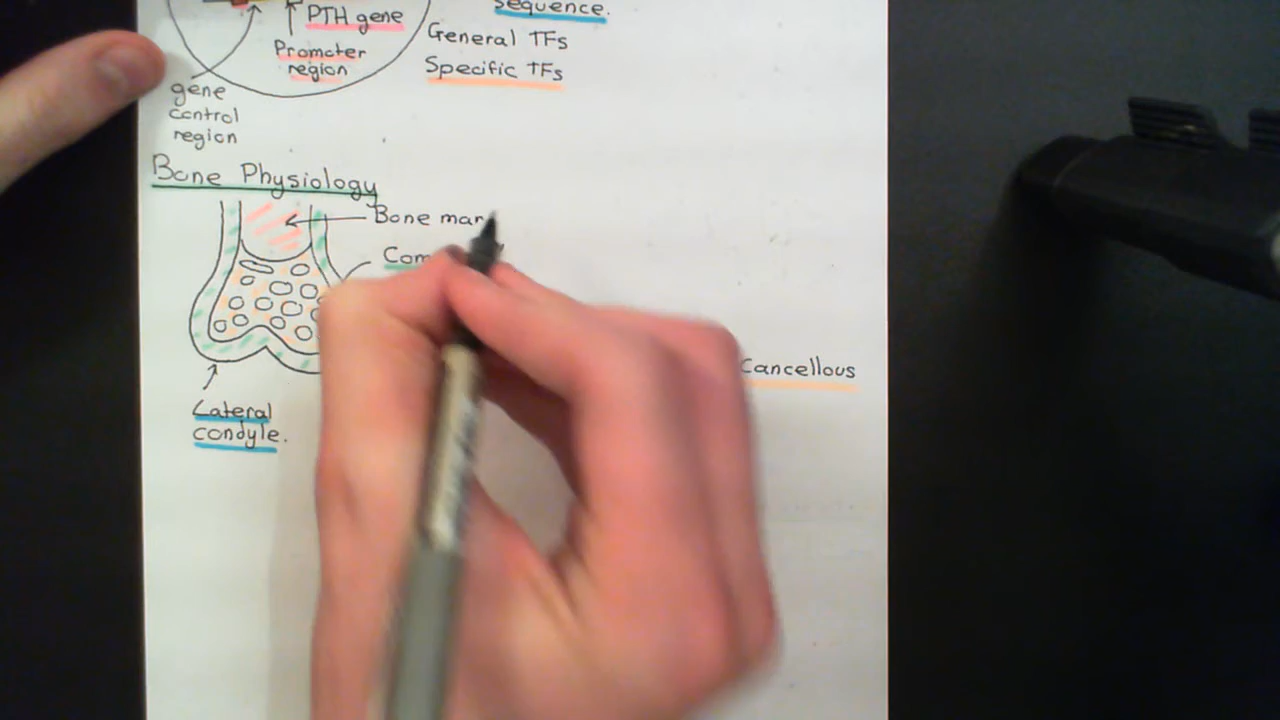 sequence.
PTH gene
General TFs
Promoter
region
Specific TFs
gene
control
region
Bone Physiology
Bone mar
Com
Cancellous
Lateral
condyle.